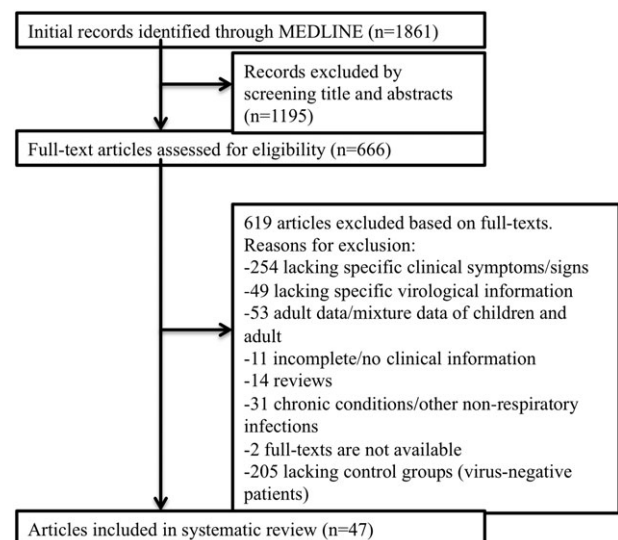 Initial records identified through MEDLINE (n=1861)
Records excluded by
screening title and abstracts
(n=1195)
Full-text articles assessed for eligibility (n=666)
619 articles excluded based on full-texts.
Reasons for exclusion:
-254 lacking specific clinical symptoms/signs
-49 lacking specific virological information
-53 adult data/mixture data of children and
adult
-11 incomplete/no clinical information
-14 reviews
-31 chronic conditions/other non-respiratory
infections
-2 full-texts are not available
-205 lacking control groups (virus-negative
patients)
Articles included in systematic review (n=47)